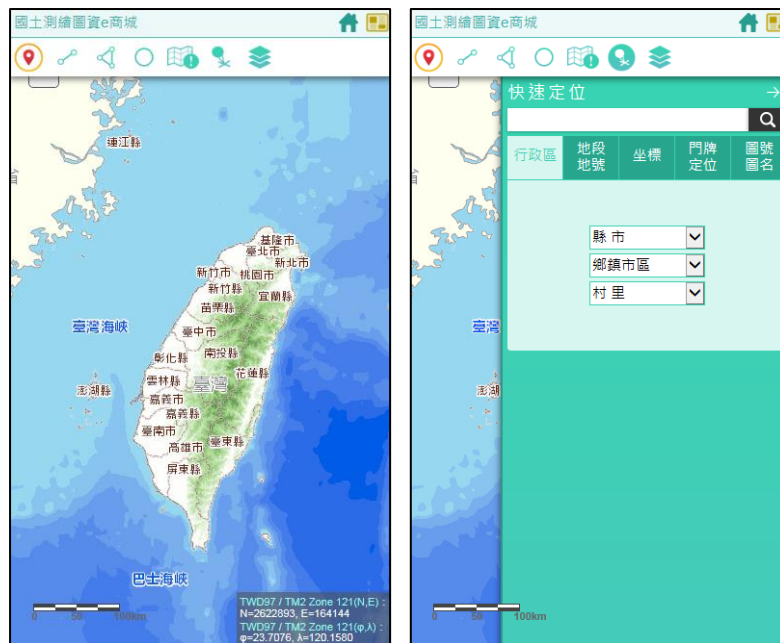 國土測繪圖資e商城
連江縣
基隆市
臺北市
新北市
新竹市
桃園市
新竹縣
宜蘭縣
苗栗縣
臺灣海峽
臺中市
彰化縣
南投縣
花蓮縣
雲林縣
臺灣
澎湖縣
嘉義市
嘉義縣
臺南市
臺東縣
高雄市
屏東縣
巴士海峽
0 50 100km
TWD97 / TM2 Zone 121(N,E) :
N=2622893, E=164144
TWD97 / TM2 Zone 121(φ,λ) :
φ=23.7076, λ=120.1580
國土測繪圖資e商城
快速定位 →
行政區
地段
地號
坐標
門牌
定位
圖號
圖名
縣 市
鄉鎮市區
村 里
臺灣
澎湖
0 50 100km